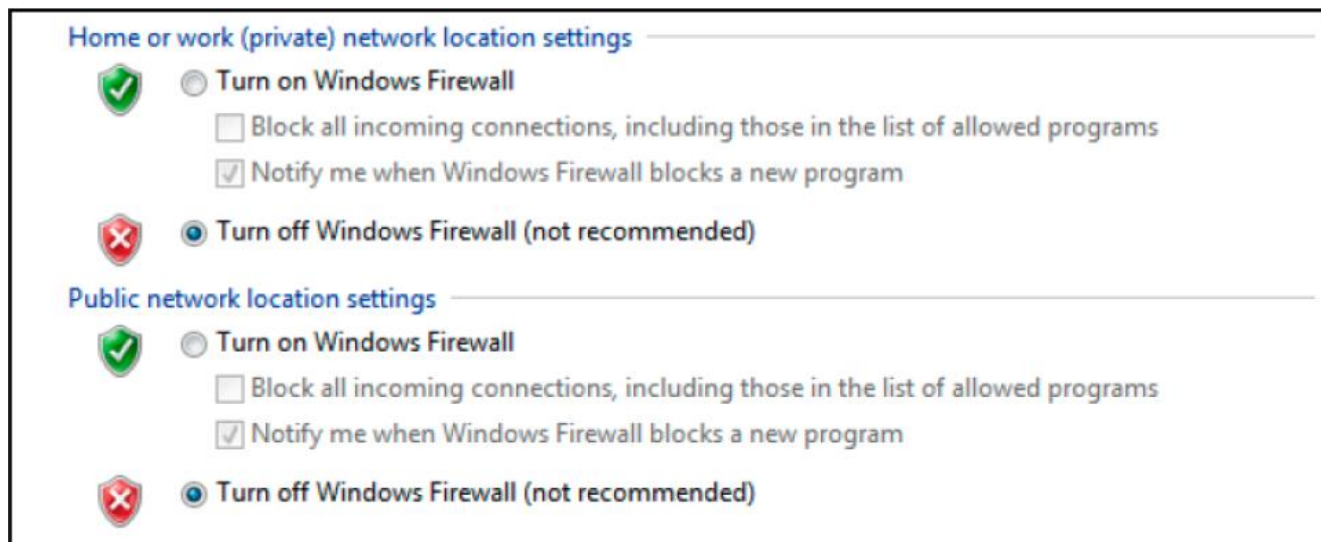 Home or work (private) network location settings
Turn on Windows Firewall
Block all incoming connections, including those in the list of allowed programs
Notify me when Windows Firewall blocks a new program
Turn off Windows Firewall (not recommended)
Public network location settings
Turn on Windows Firewall
Block all incoming connections, including those in the list of allowed programs
Notify me when Windows Firewall blocks a new program
Turn off Windows Firewall (not recommended)